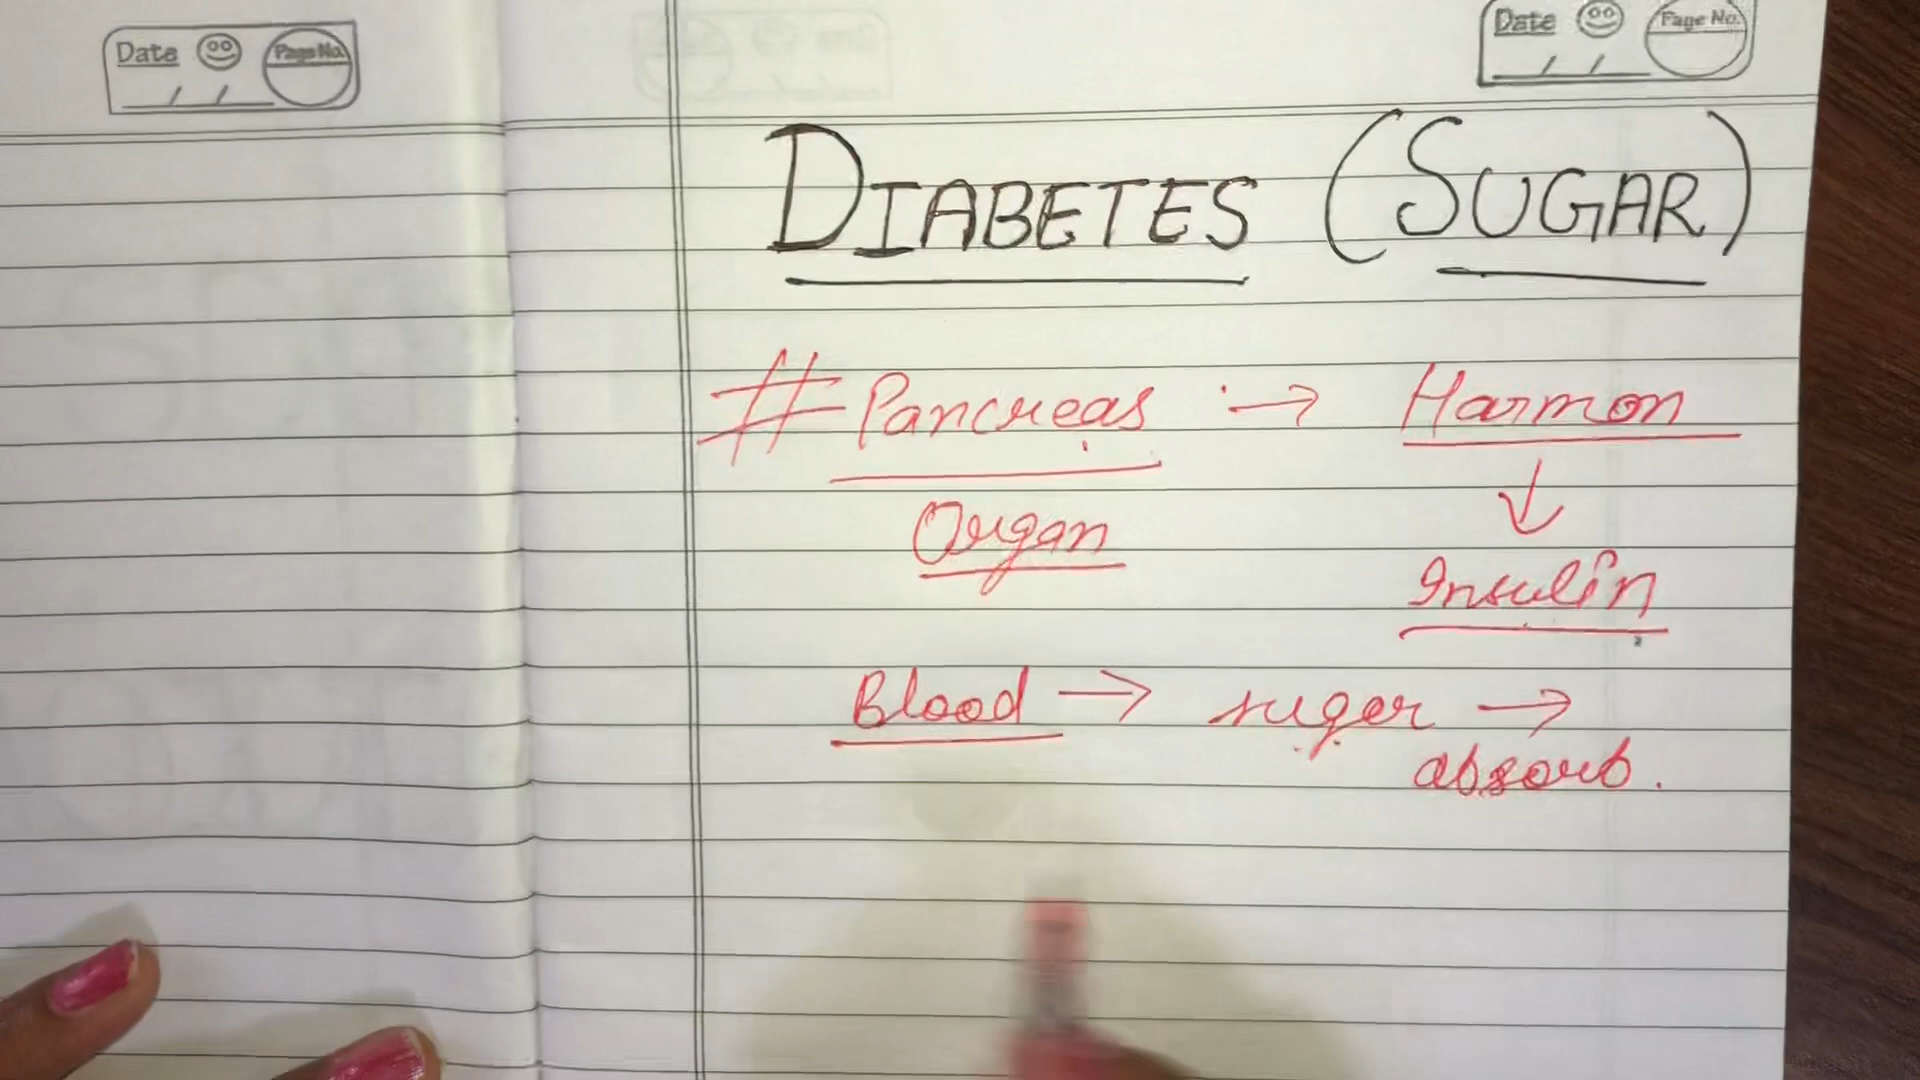 Date Page No.
Date Page No.
DIABETES (SUGAR)
# Pancreas → Harmon
↓
Organ
Insulin
Blood → suger →
absorb.